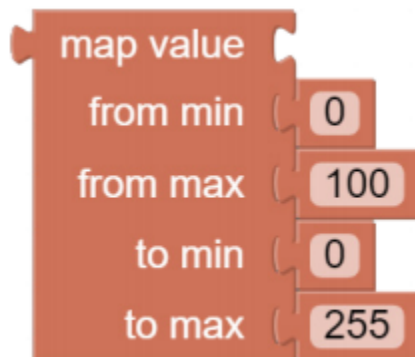 map value
from min 0
from max 100
to min 0
to max 255